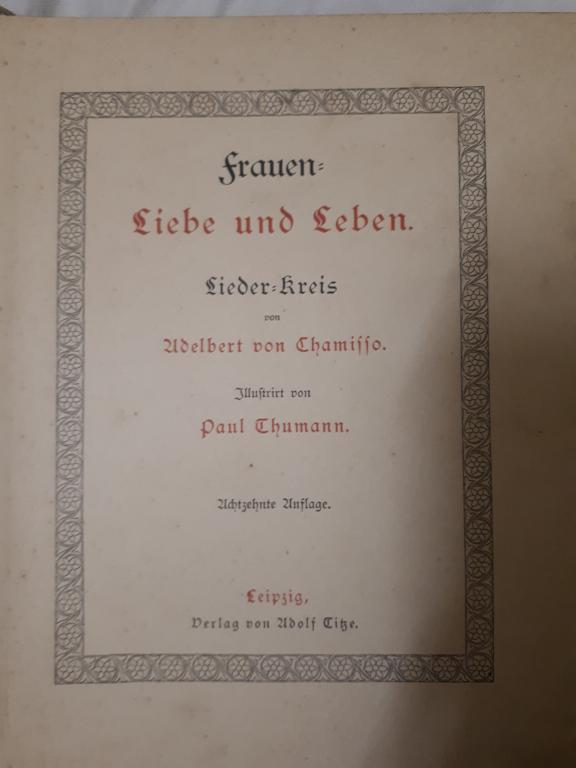 Frauen-
Liebe und Leben.
Lieder-Kreis
von
Adelbert von Chamisso.
Illustrirt von
Paul Thumann.
Achtzehnte Auflage.
Leipzig,
Verlag von Adolf Titze.